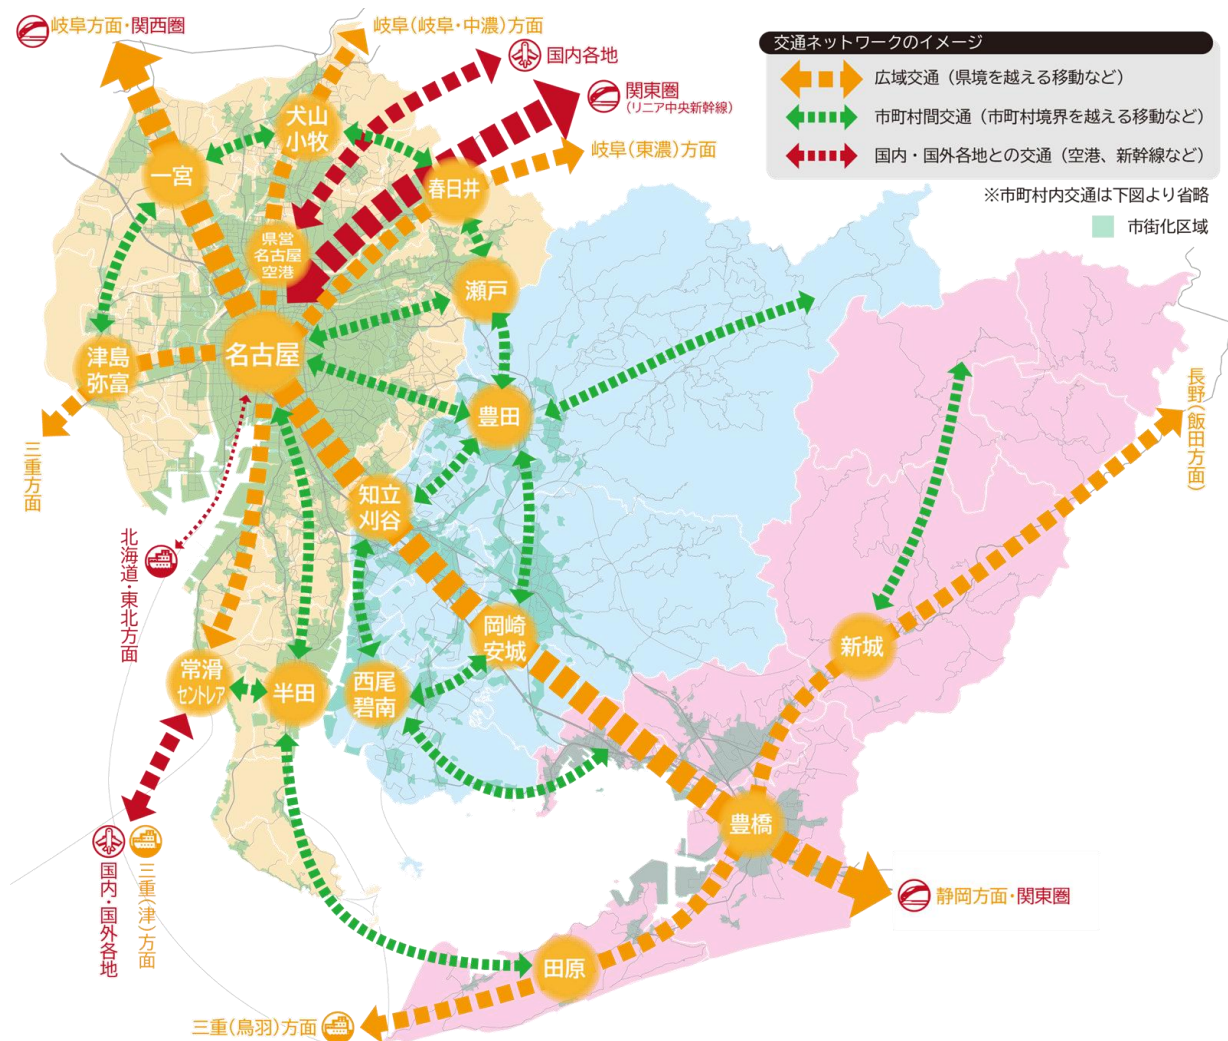 岐阜方面・関西圏
岐阜(岐阜・中濃)方面
国内各地
関東圏
(リニア中央新幹線)
岐阜(東濃)方面
交通ネットワークのイメージ
広域交通（県境を越える移動など）
市町村間交通（市町村境界を越える移動など）
国内・国外各地との交通（空港、新幹線など）
※市町村内交通は下図より省略
市街化区域
犬山
小牧
一宮
春日井
県営
名古屋
空港
瀬戸
名古屋
津島
弥富
三重方面
豊田
長野(飯田方面)
知立
刈谷
北海道・東北方面
岡崎
安城
新城
常滑
セントレア
半田
西尾
碧南
豊橋
国内・国外各地
三重(津)方面
静岡方面・関東圏
田原
三重(鳥羽)方面